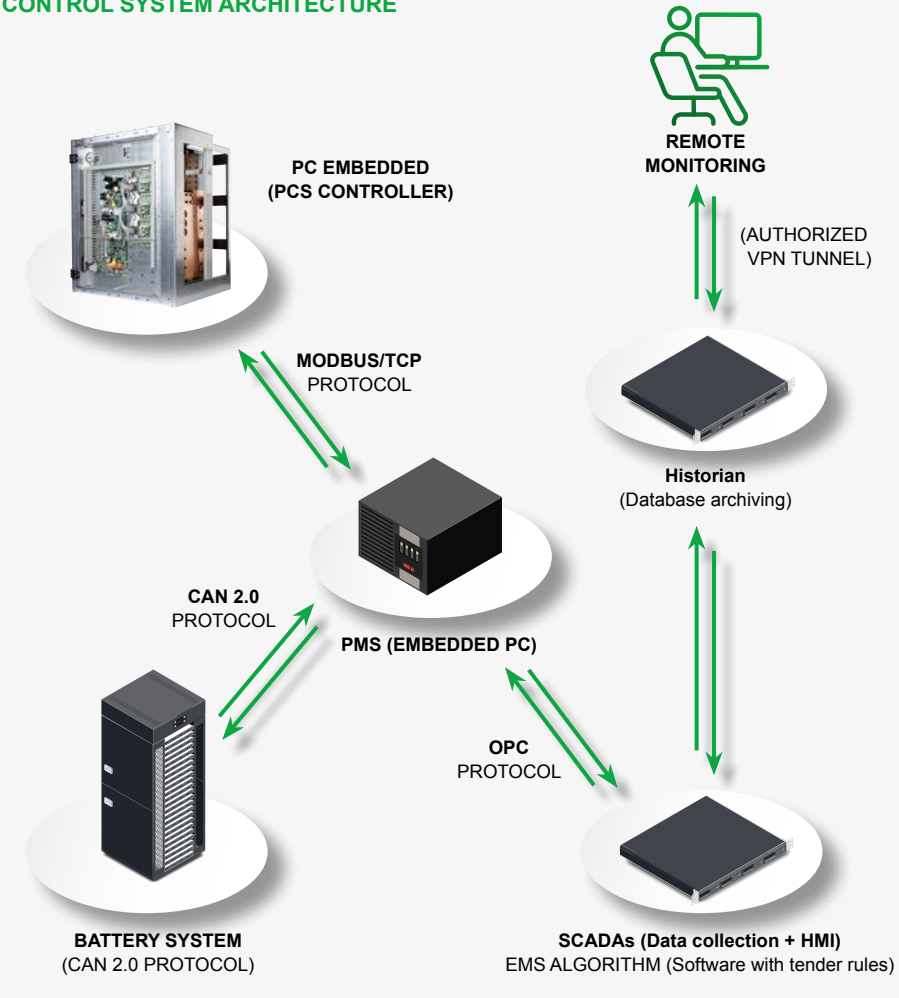 CONTROL SYSTEM ARCHITECTURE
REMOTE
MONITORING
PC EMBEDDED
(PCS CONTROLLER)
(AUTHORIZED
VPN TUNNEL)
MODBUS/TCP
PROTOCOL
Historian
(Database archiving)
CAN 2.0
PROTOCOL
PMS (EMBEDDED PC)
OPC
PROTOCOL
BATTERY SYSTEM
(CAN 2.0 PROTOCOL)
SCADAs (Data collection + HMI)
EMS ALGORITHM (Software with tender rules)